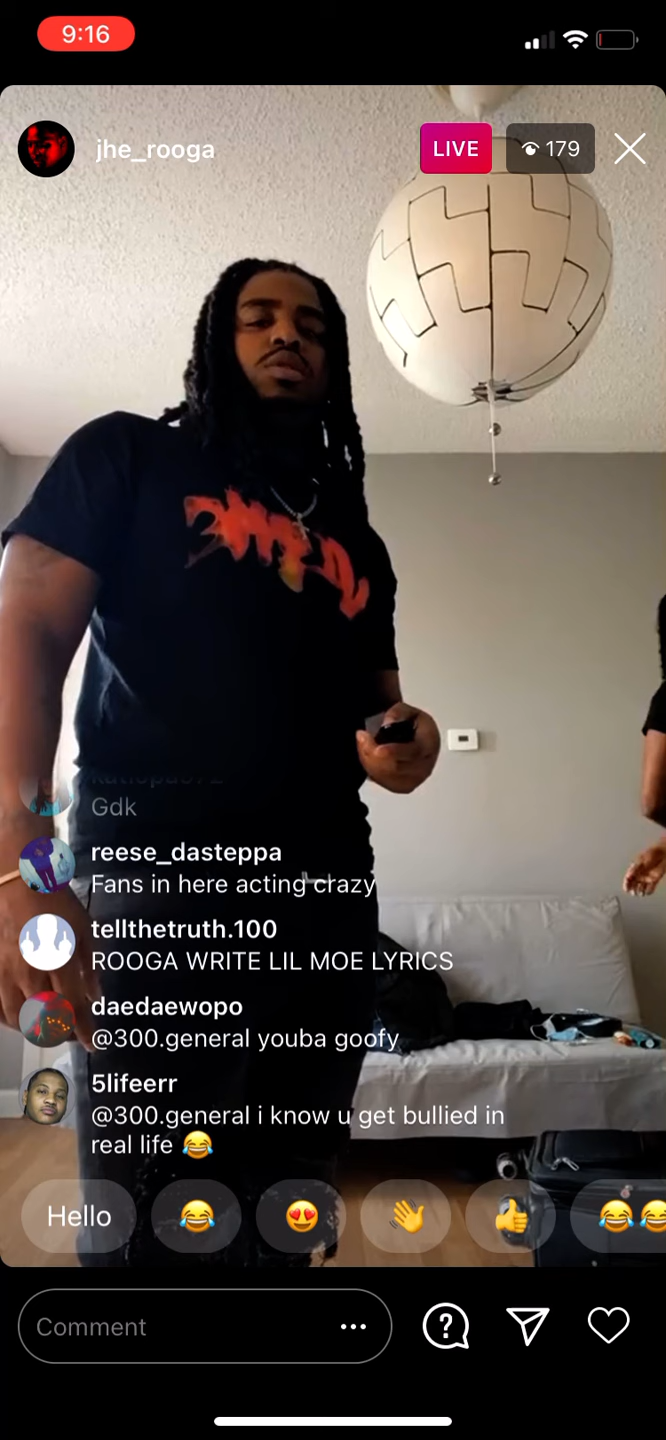 9:16
jhe_rooga
LIVE
179
Gdk
reese_dasteppa
Fans in here acting crazy
tellthetruth.100
ROOGA WRITE LIL MOE LYRICS
daedaewopo
@300.general youba goofy
5lifeerr
@300.general i know u get bullied in
real life 😂
Hello 😂 😍 👋 👍 😂😂
Comment